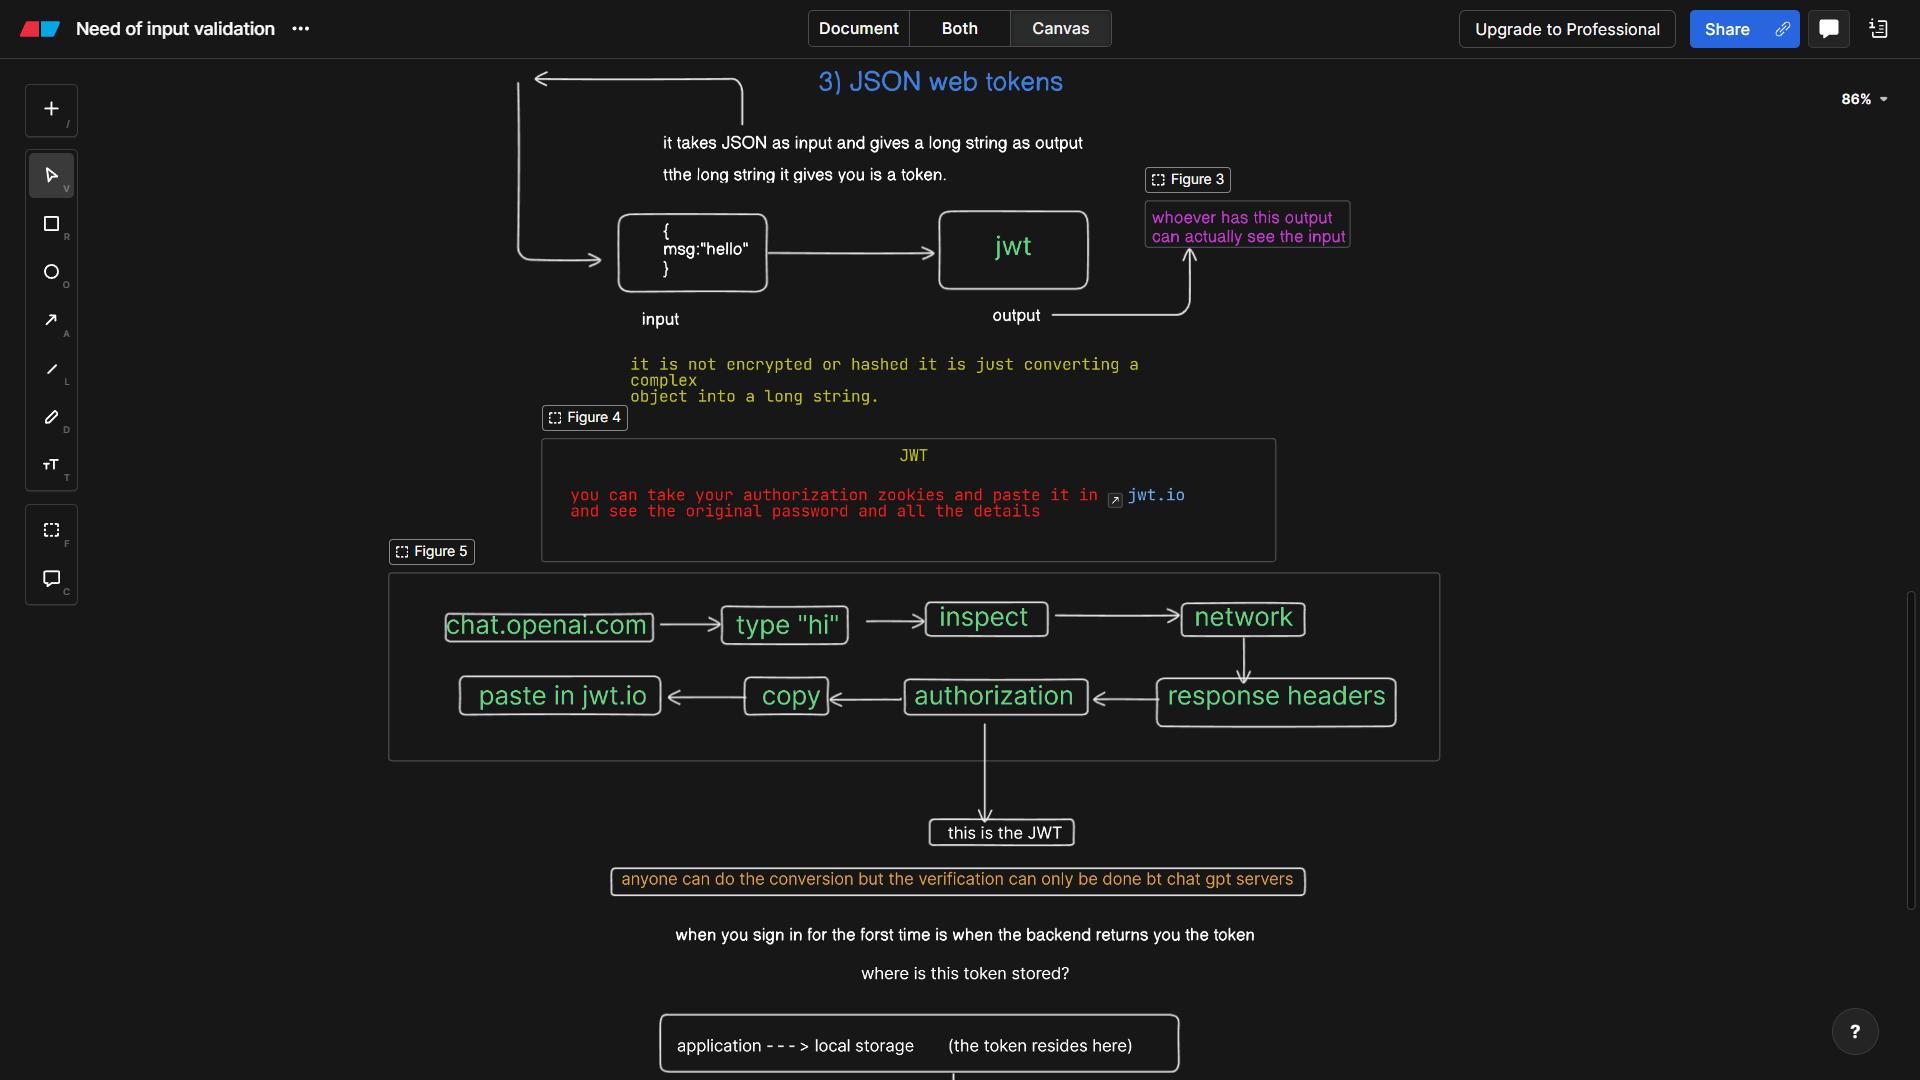 Need of input validation
Document
Both
Canvas
Upgrade to Professional
Share
86%
/
V
R
O
A
L
D
T
F
C
3) JSON web tokens
it takes JSON as input and gives a long string as output
tthe long string it gives you is a token.
Figure 3
whoever has this output
can actually see the input
{
msg:"hello"
}
jwt
input
output
it is not encrypted or hashed it is just converting a
complex
object into a long string.
Figure 4
JWT
you can take your authorization zookies and paste it in jwt.io
and see the original password and all the details
Figure 5
chat.openai.com
type "hi"
inspect
network
paste in jwt.io
copy
authorization
response headers
this is the JWT
anyone can do the conversion but the verification can only be done bt chat gpt servers
when you sign in for the forst time is when the backend returns you the token
where is this token stored?
application - - - > local storage (the token resides here)
?